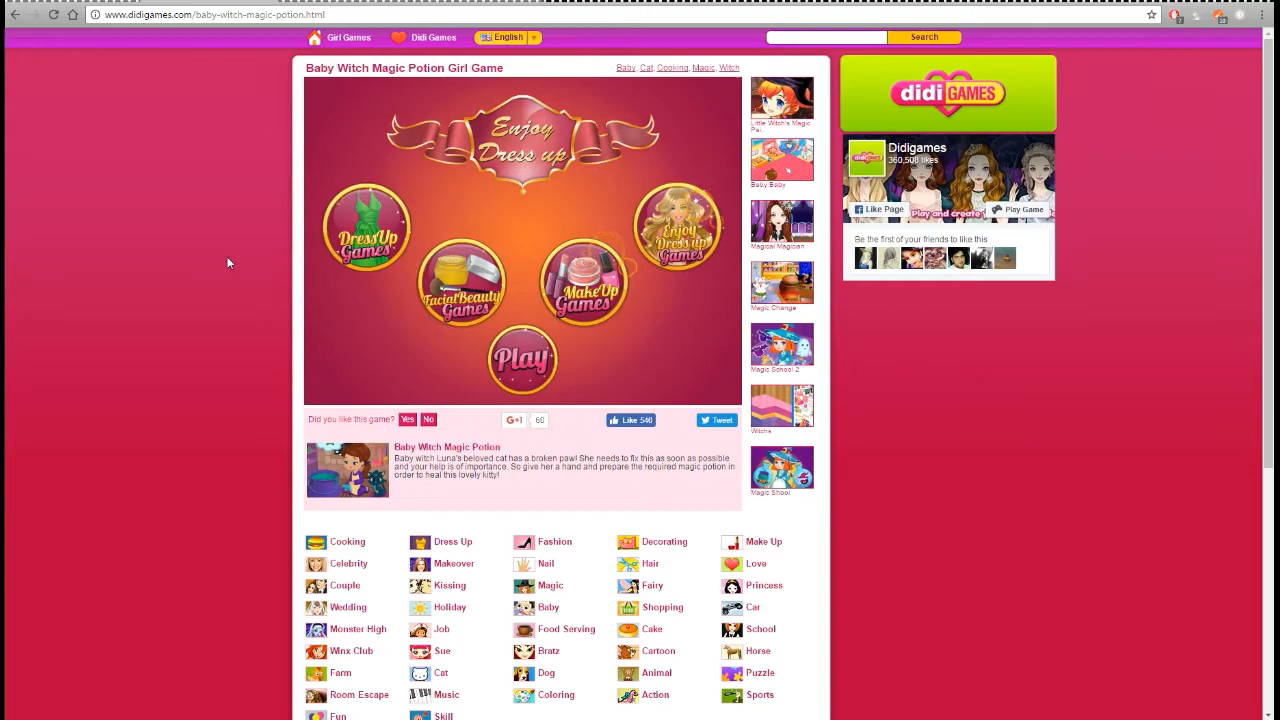 www.didigames.com/baby-witch-magic-potion.html
Girl Games
Didi Games
English
Search
Baby Witch Magic Potion Girl Game
Baby, Cat, Cooking, Magic, Witch
Enjoy
Dress up
DressUp
Games
FacialBeauty
Games
MakeUp
Games
Enjoy
Dress up
Games
Play
Little Witch's Magic
Pai..
Baby Baby
Magical Magician
Magic Change
Magic School 2
Witchs
Magic Shool
didi GAMES
didi GAMES
Didigames
360,508 likes
Like Page
Play and create
Play Game
Be the first of your friends to like this
Did you like this game?
Yes
No
G+1
60
Like 546
Tweet
Baby Witch Magic Potion
Baby witch Luna's beloved cat has a broken paw! She needs to fix this as soon as possible
and your help is of importance. So give her a hand and prepare the required magic potion in
order to heal this lovely kitty!
Cooking
Dress Up
Fashion
Decorating
Make Up
Celebrity
Makeover
Nail
Hair
Love
Couple
Kissing
Magic
Fairy
Princess
Wedding
Holiday
Baby
Shopping
Car
Monster High
Job
Food Serving
Cake
School
Winx Club
Sue
Bratz
Cartoon
Horse
Farm
Cat
Dog
Animal
Puzzle
Room Escape
Music
Coloring
Action
Sports
Fun
Skill